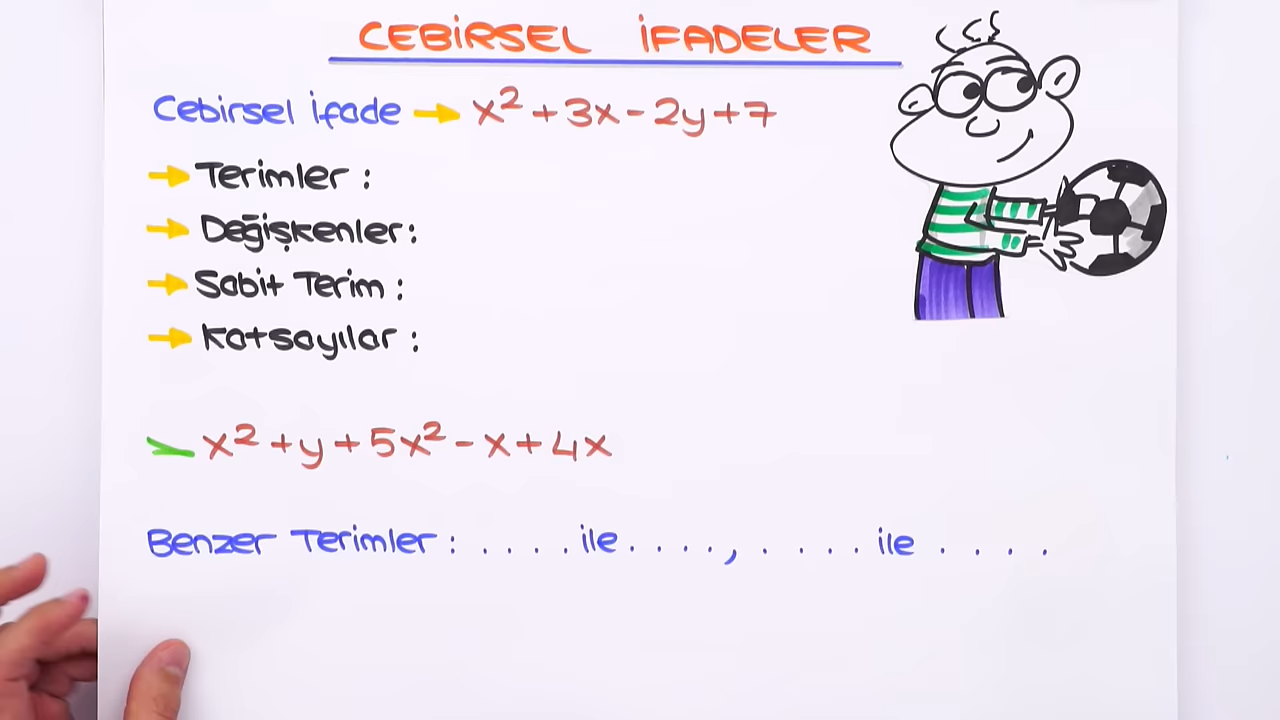 CEBİRSEL İFADELER
Cebirsel İfade → x² + 3x - 2y + 7
→ Terimler :
→ Değişkenler :
→ Sabit Terim :
→ Katsayılar :
x² + y + 5x² - x + 4x
Benzer Terimler : . . . . ile . . . . , . . . . ile . . . .